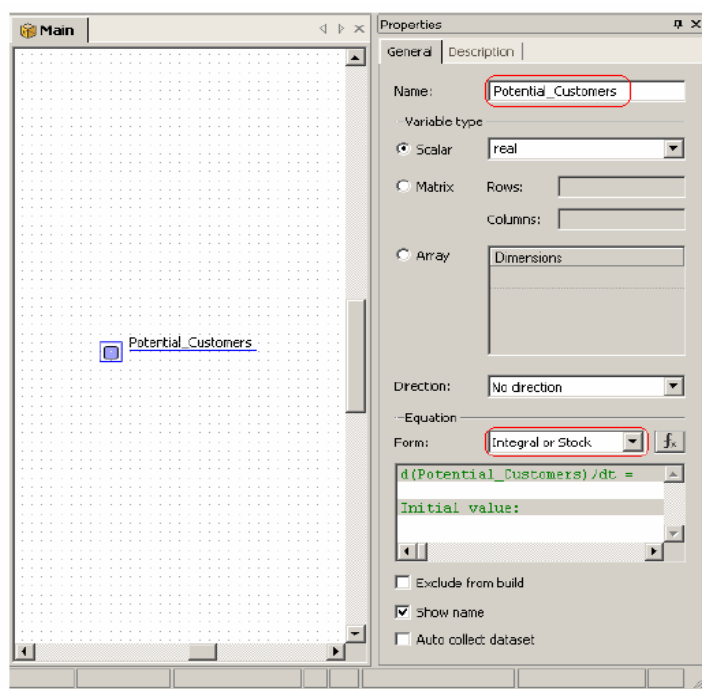 Main
Potential_Customers
Properties
General Description
Name: Potential_Customers
Variable type
Scalar real
Matrix Rows:
Columns:
Array Dimensions
Direction: No direction
Equation
Form: Integral or Stock fx
d(Potential_Customers)/dt =
Initial value:
Exclude from build
Show name
Auto collect dataset